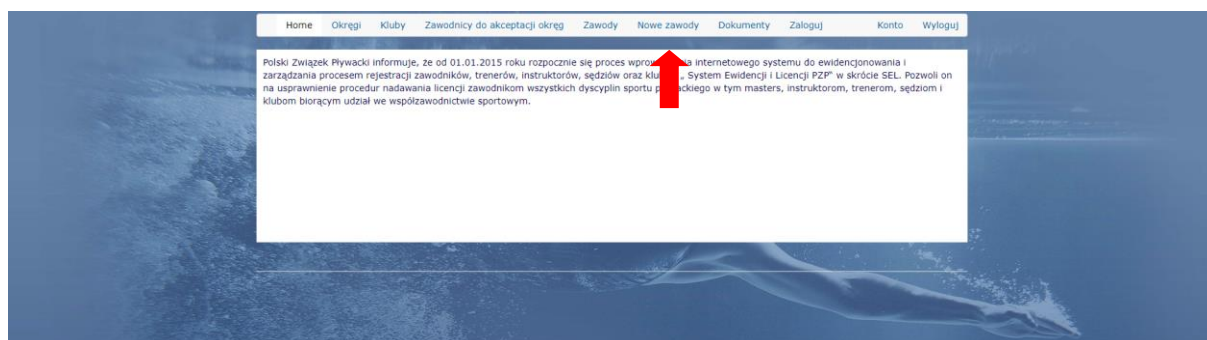 Home Okręgi Kluby Zawodnicy do akceptacji okręg Zawody Nowe zawody Dokumenty Zaloguj Konto Wyloguj
Polski Związek Pływacki informuje, że od 01.01.2015 roku rozpocznie się proces internetowego systemu do ewidencjonowania i
zarządzania procesem rejestracji zawodników, trenerów, instruktorów, sędziów oraz „ System Ewidencji i Licencji PZP" w skrócie SEL. Pozwoli on
na usprawnienie procedur nadawania licencji zawodnikom wszystkich dyscyplin sportu w tym masters, instruktorom, trenerom, sędziom i
klubom biorącym udział we współzawodnictwie sportowym.